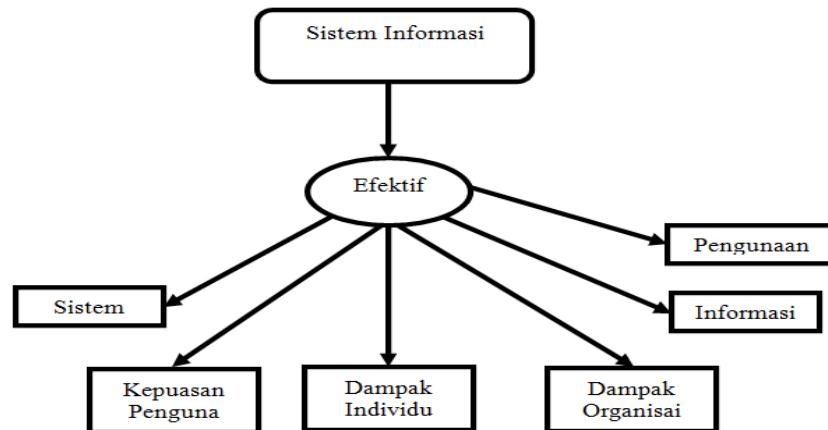 Sistem Informasi
Efektif
Pengunaan
Sistem
Informasi
Kepuasan
Penguna
Dampak
Individu
Dampak
Organisai